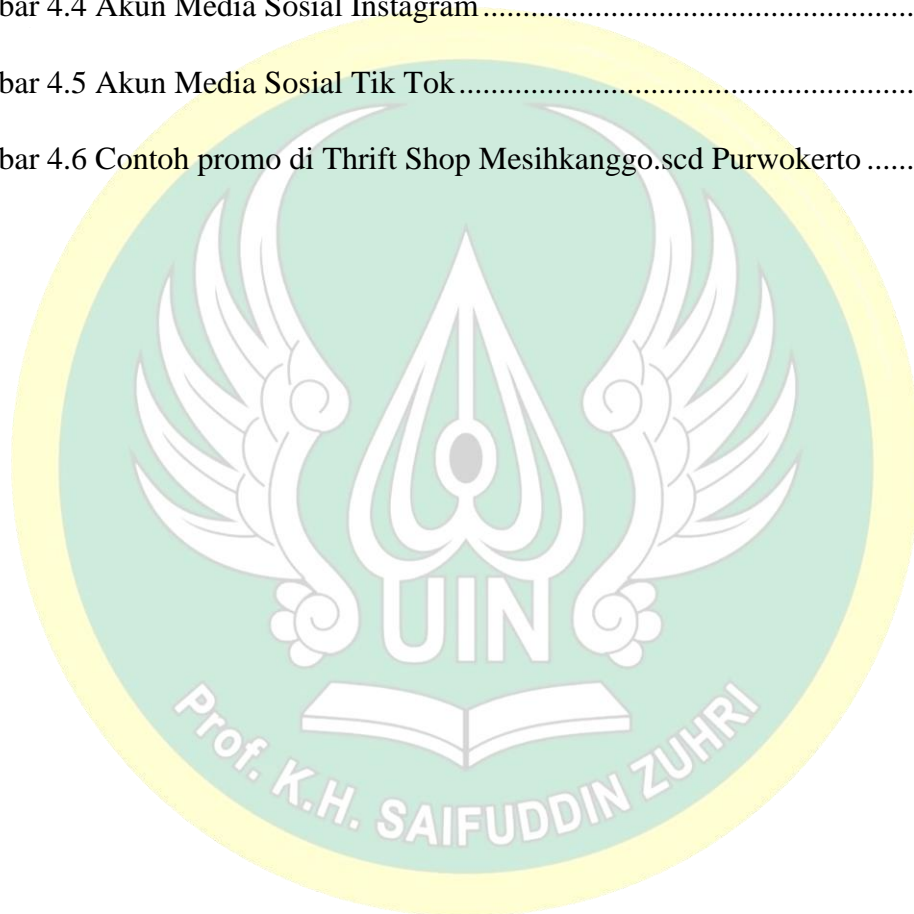 bar 4.4 Akun Media Sosial Instagram........................................................
bar 4.5 Akun Media Sosial Tik Tok...........................................................
bar 4.6 Contoh promo di Thrift Shop Mesihkanggo.scd Purwokerto ......
UIN
Prof. K.H. SAIFUDDIN ZUHRI